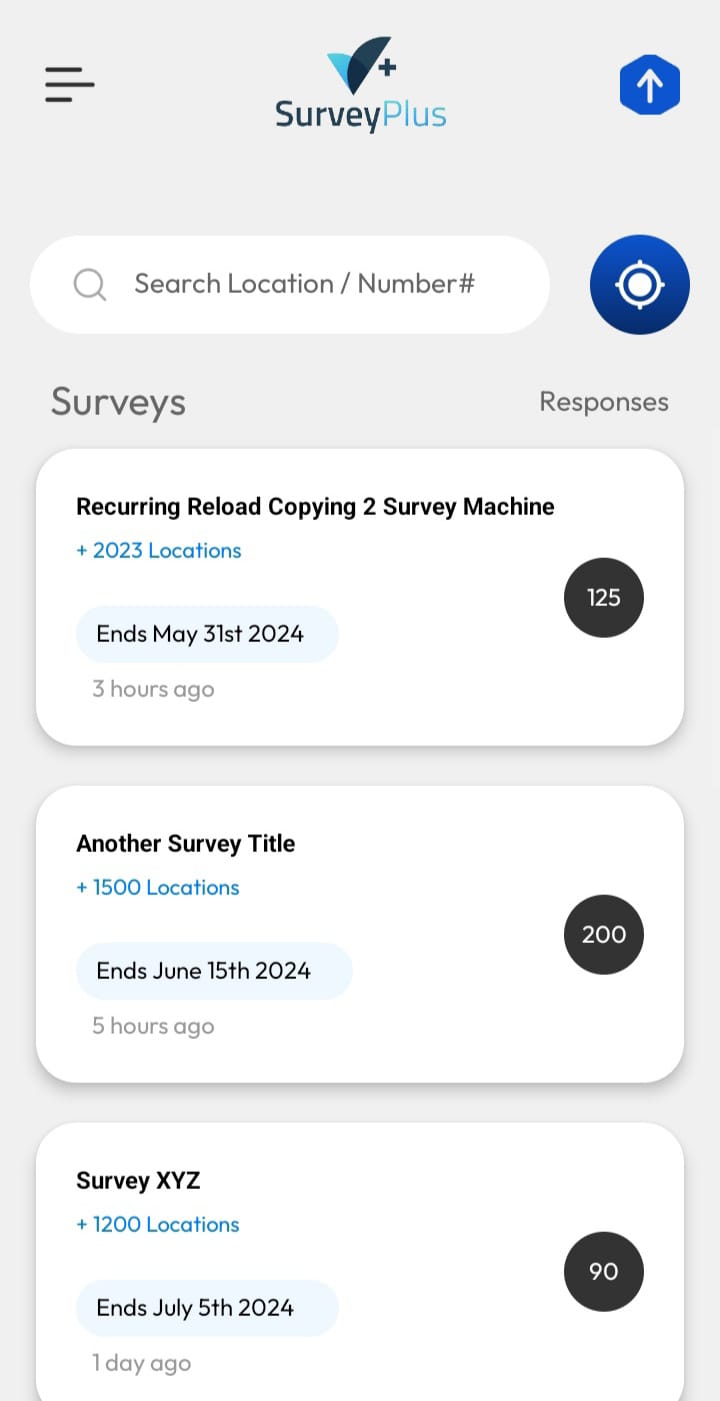 SurveyPlus
Search Location / Number#
Surveys
Responses
Recurring Reload Copying 2 Survey Machine
+ 2023 Locations
125
Ends May 31st 2024
3 hours ago
Another Survey Title
+ 1500 Locations
200
Ends June 15th 2024
5 hours ago
Survey XYZ
+ 1200 Locations
90
Ends July 5th 2024
1 day ago